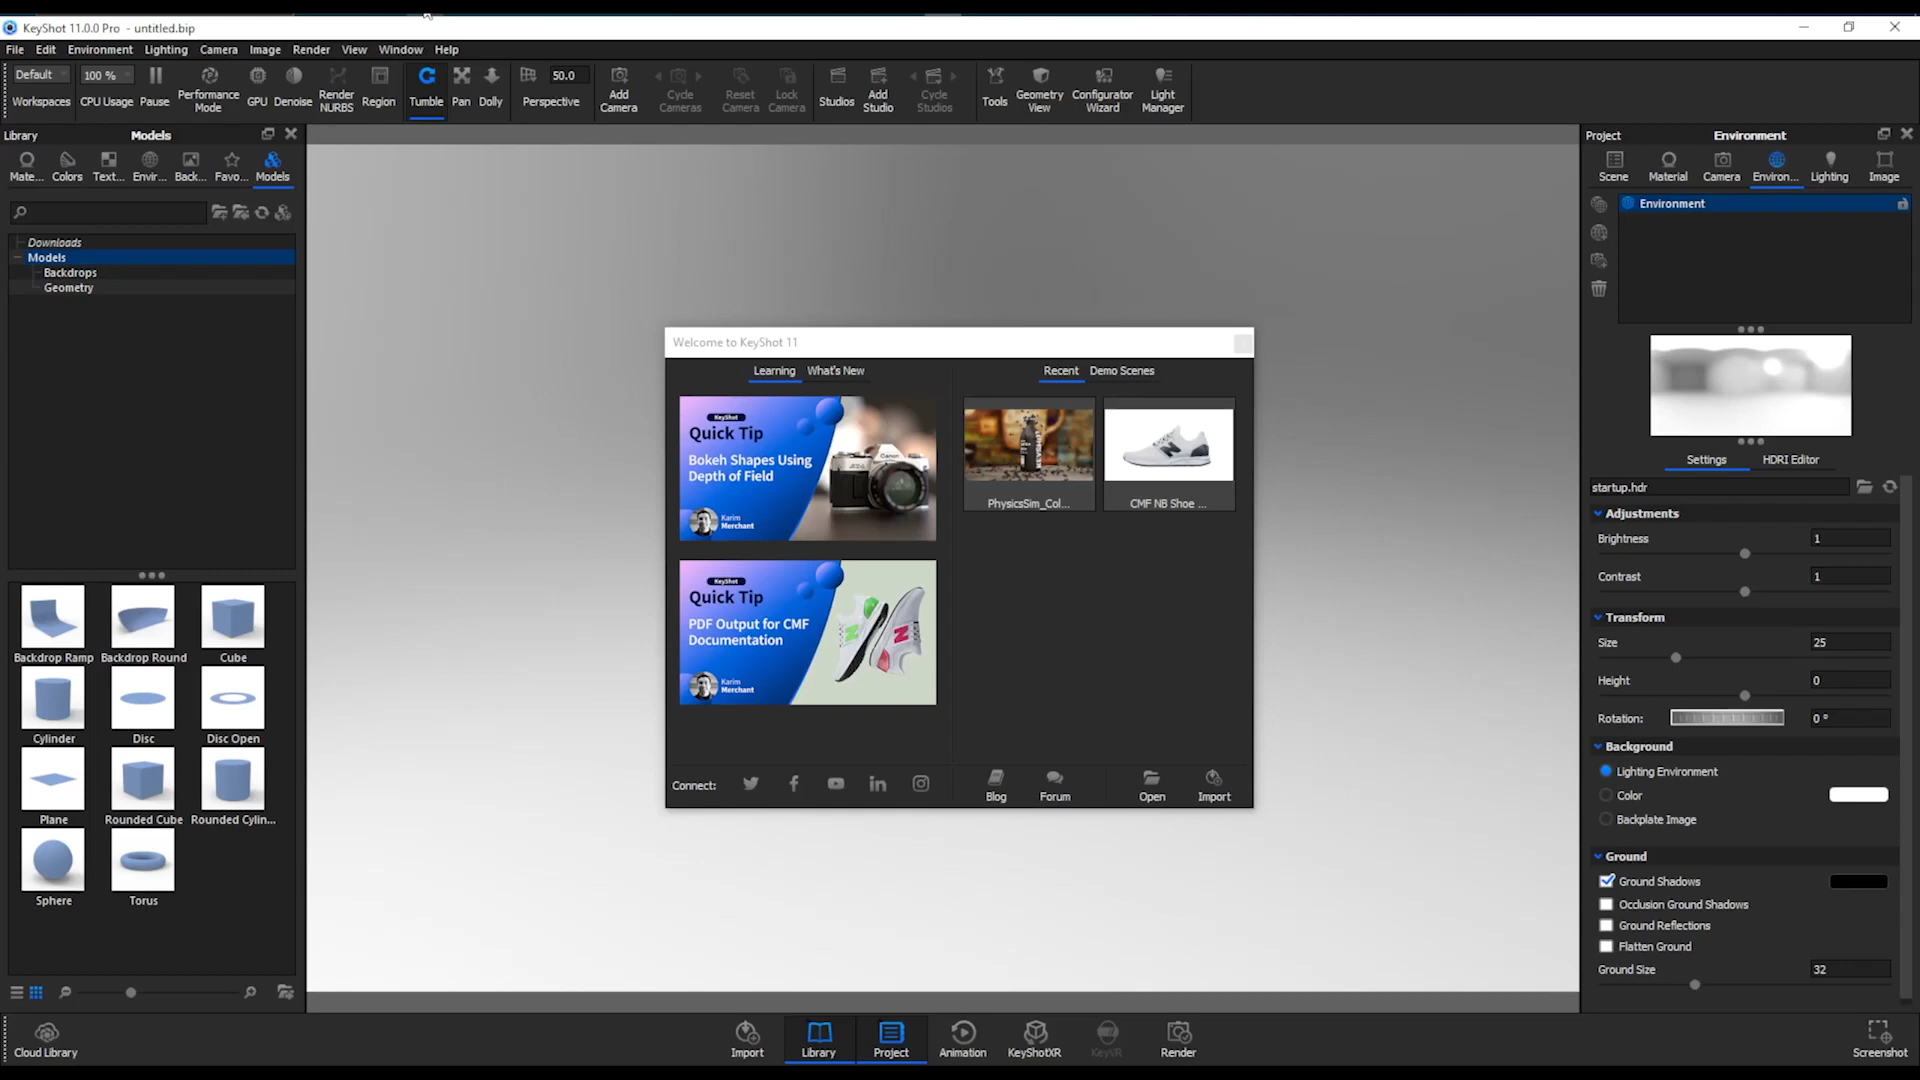 KeyShot 11.0.0 Pro - untitled.bip
File Edit Environment Lighting Camera Image Render View Window Help
Default 100 % 50.0
Workspaces CPU Usage Pause Performance Mode GPU Denoise Render NURBS Region Tumble Pan Dolly Perspective Add Camera Cycle Cameras Reset Camera Lock Camera Studios Add Studio Cycle Studios Tools Geometry View Configurator Wizard Light Manager
Library Models
Mate... Colors Text... Envir... Back... Favo... Models
Downloads
Models
Backdrops
Geometry
Backdrop Ramp Backdrop Round Cube
Cylinder Disc Disc Open
Plane Rounded Cube Rounded Cylin...
Sphere Torus
Welcome to KeyShot 11
Learning What's New
Recent Demo Scenes
KeyShot
Quick Tip
Bokeh Shapes Using
Depth of Field
Karim
Merchant
Canon
KeyShot
Quick Tip
PDF Output for CMF
Documentation
Karim
Merchant
KEYSHOT
PhysicsSim_Col... CMF NB Shoe ...
Connect: Blog Forum Open Import
Project Environment
Scene Material Camera Environ... Lighting Image
Environment
Settings HDRI Editor
startup.hdr
Adjustments
Brightness 1
Contrast 1
Transform
Size 25
Height 0
Rotation: 0 °
Background
Lighting Environment
Color
Backplate Image
Ground
Ground Shadows
Occlusion Ground Shadows
Ground Reflections
Flatten Ground
Ground Size 32
Cloud Library Import Library Project Animation KeyShotXR KeyVR Render Screenshot